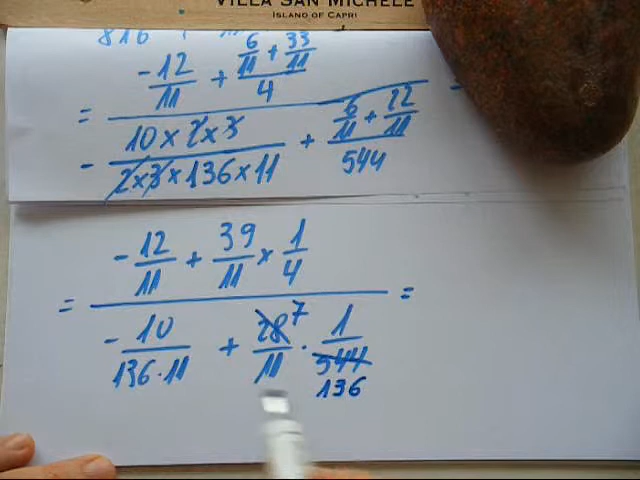 VILLA SAN MICHELE
ISLAND OF CAPRI
816
6/11 + 33/11
-12/11 + 4
=
10 × 2 × 3
6/11 + 22/11
- 2×3×136×11 + 544
-12/11 + 39/11 × 1/4
= =
-10/136·11 + 28/11 7 · 1/544
136